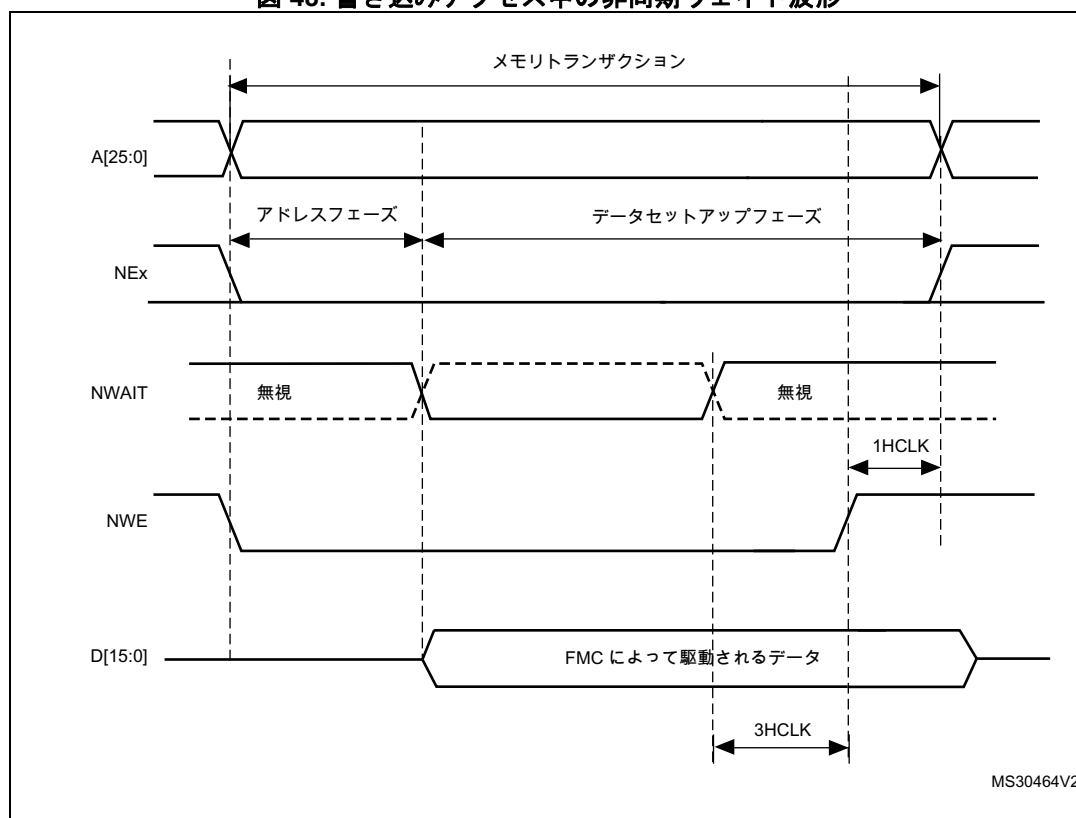 メモリトランザクション
A[25:0]
アドレスフェーズ
データセットアップフェーズ
NEx
NWAIT
無視
無視
1HCLK
NWE
D[15:0]
FMC によって駆動されるデータ
3HCLK
MS30464V2